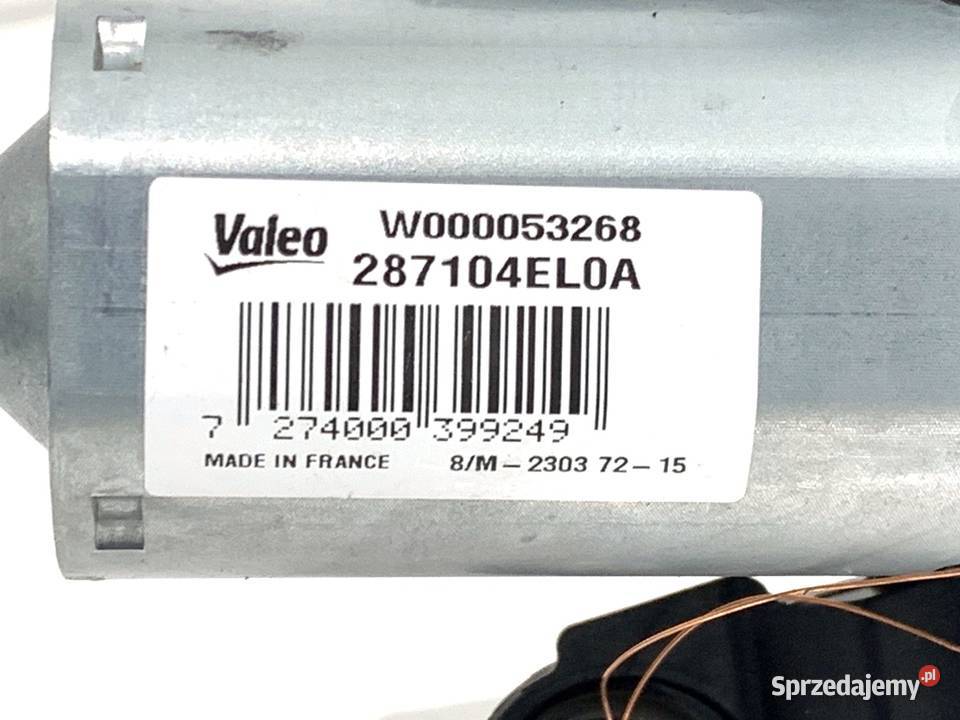 Valeo W000053268
287104EL0A
7 274000 399249
MADE IN FRANCE 8/M-2303 72-15
Sprzedajemy.pl